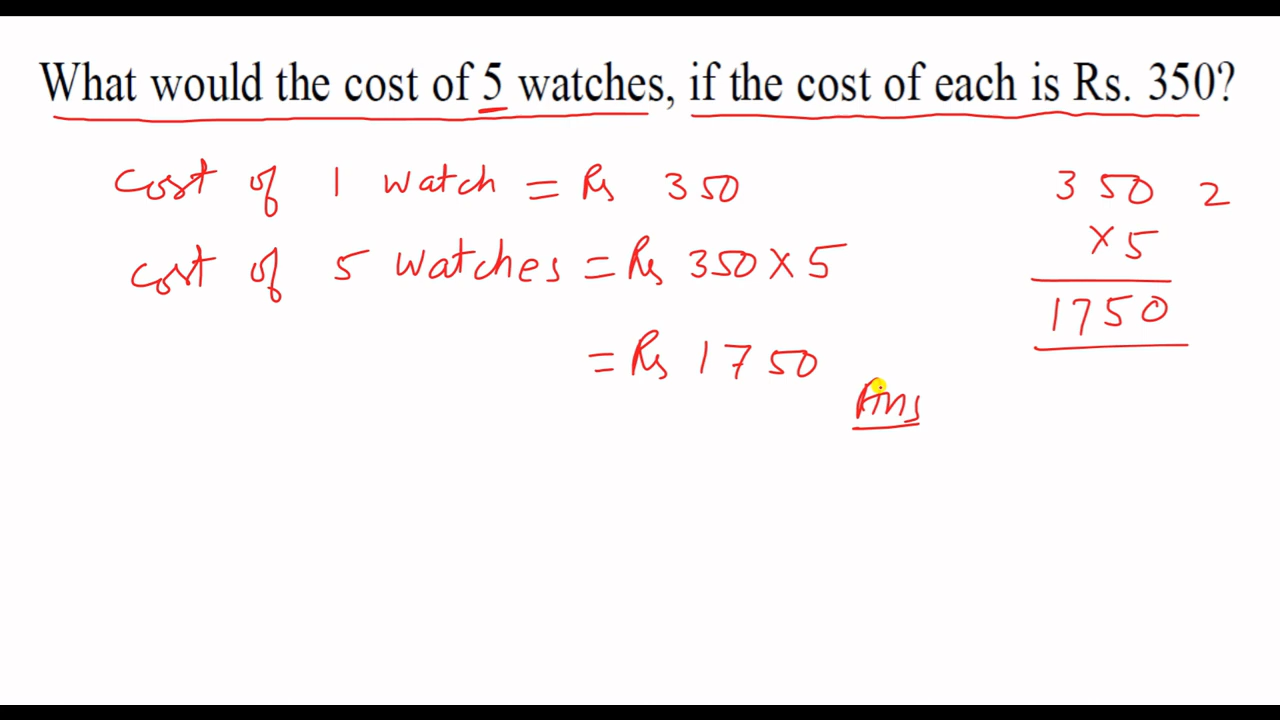 What would the cost of 5 watches, if the cost of each is Rs. 350?
cost of 1 watch = Rs 350
cost of 5 watches = Rs 350 × 5
= Rs 1750
Ans
350 2
× 5
1750